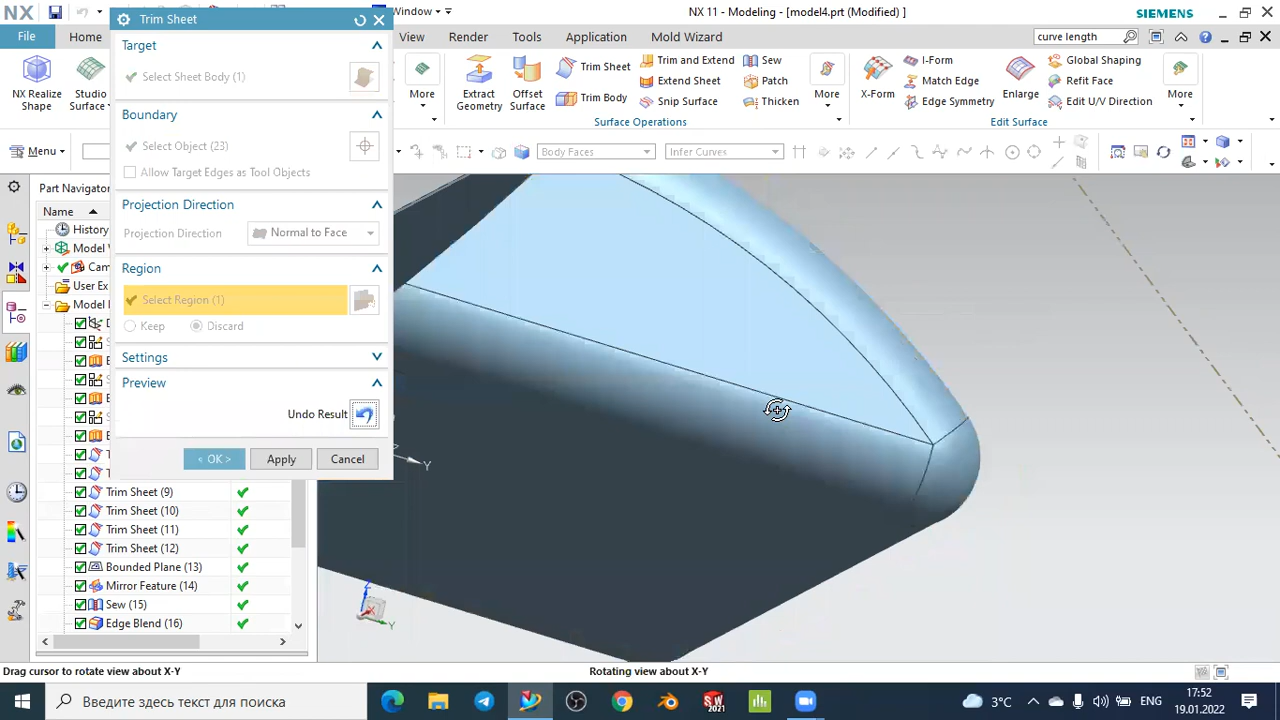 NX
Window
NX 11 - Modeling - [model4.prt (Modified) ]
SIEMENS
File
Home
View
Render
Tools
Application
Mold Wizard
curve length
NX Realize Shape
Studio Surface
More
Extract Geometry
Offset Surface
Trim Sheet
Trim Body
Trim and Extend
Extend Sheet
Snip Surface
Sew
Patch
Thicken
More
Surface Operations
X-Form
I-Form
Match Edge
Edge Symmetry
Enlarge
Global Shaping
Refit Face
Edit U/V Direction
More
Edit Surface
Menu
Body Faces
Infer Curves
Trim Sheet
Target
Select Sheet Body (1)
Boundary
Select Object (23)
Allow Target Edges as Tool Objects
Projection Direction
Projection Direction
Normal to Face
Region
Select Region (1)
Keep
Discard
Settings
Preview
Undo Result
< OK >
Apply
Cancel
Part Navigator
Name
History
Model
Cam
User Ex
Model
Trim Sheet (9)
Trim Sheet (10)
Trim Sheet (11)
Trim Sheet (12)
Bounded Plane (13)
Mirror Feature (14)
Sew (15)
Edge Blend (16)
Y
X
Y
Drag cursor to rotate view about X-Y
Rotating view about X-Y
Введите здесь текст для поиска
SW
2021
3°C
ENG
17:52
19.01.2022